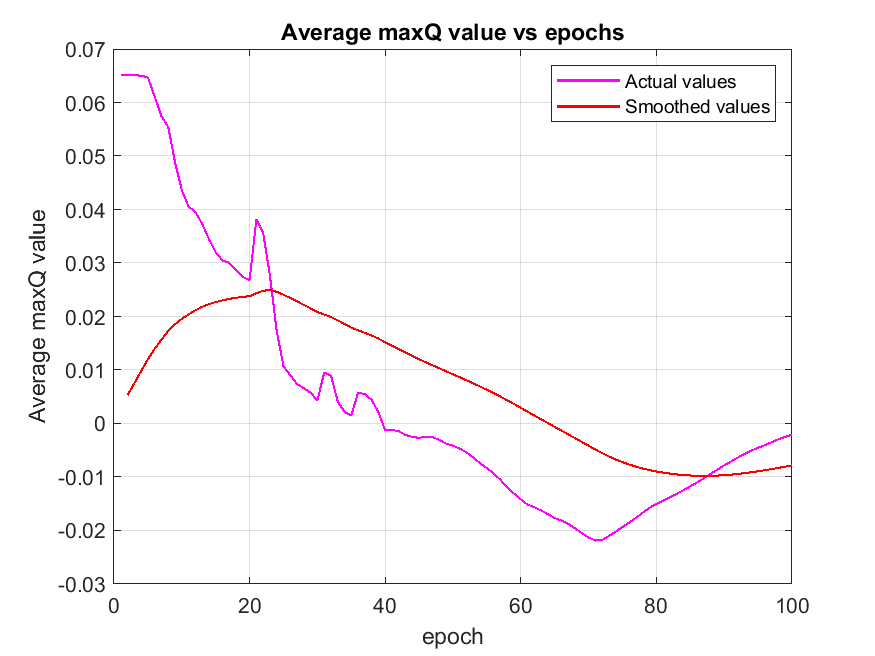 Average maxQ value vs epochs
Actual values
Smoothed values
Average maxQ value
0.07
0.06
0.05
0.04
0.03
0.02
0.01
0
-0.01
-0.02
-0.03
0 20 40 60 80 100
epoch